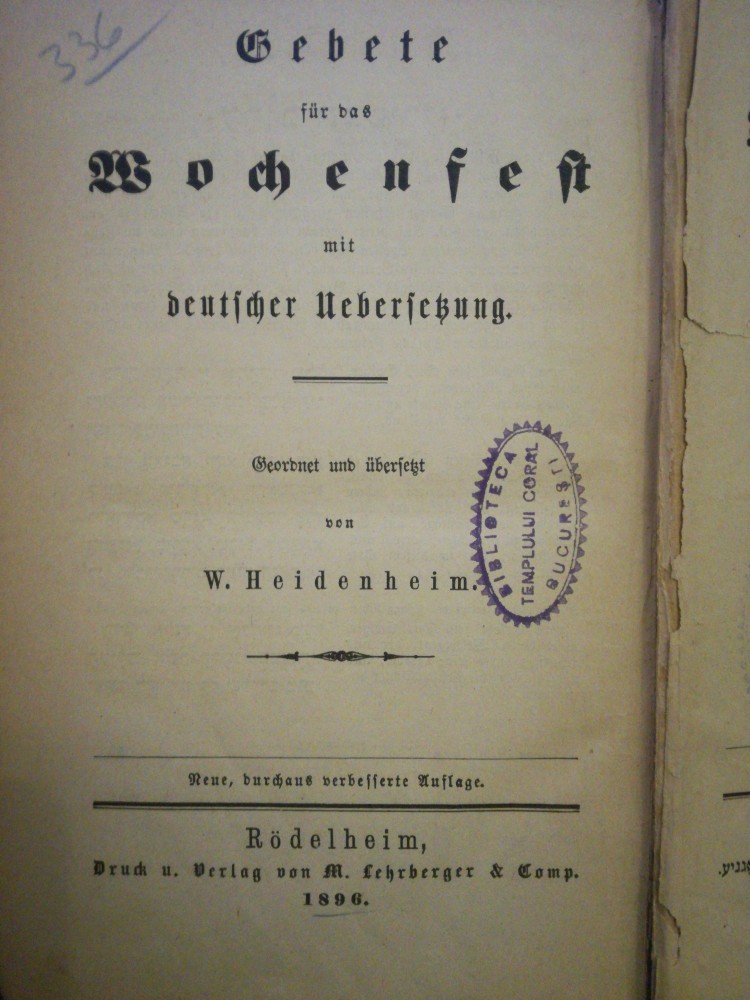 336
Gebete
für das
Wochenfest
mit
deutscher Uebersetzung.
Geordnet und übersetzt
von
W. Heidenheim.
BIBLIOTECA
TEMPLULUI CORAL
BUCUREȘTI
Neue, durchaus verbesserte Auflage.
Rödelheim,
Druck u. Verlag von M. Lehrberger & Comp.
1896.